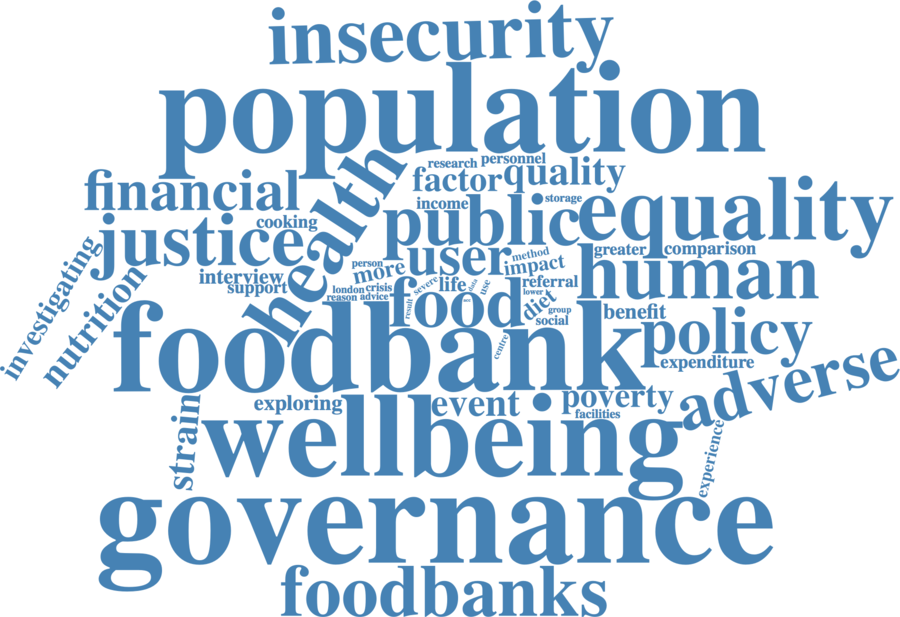 insecurity
population
research
personnel
financial
health
factor
quality
income
storage
justice
cooking
public
equality
user
method
greater
comparison
investigating
nutrition
interview
support
person
more
impact
human
london
crisis
severe
life
data
use
referral
reason
advice
result
food
diet
lower
group
social
benefit
foodbank
centre
policy
expenditure
exploring
event
poverty
facilities
adverse
strain
wellbeing
experience
governance
foodbanks